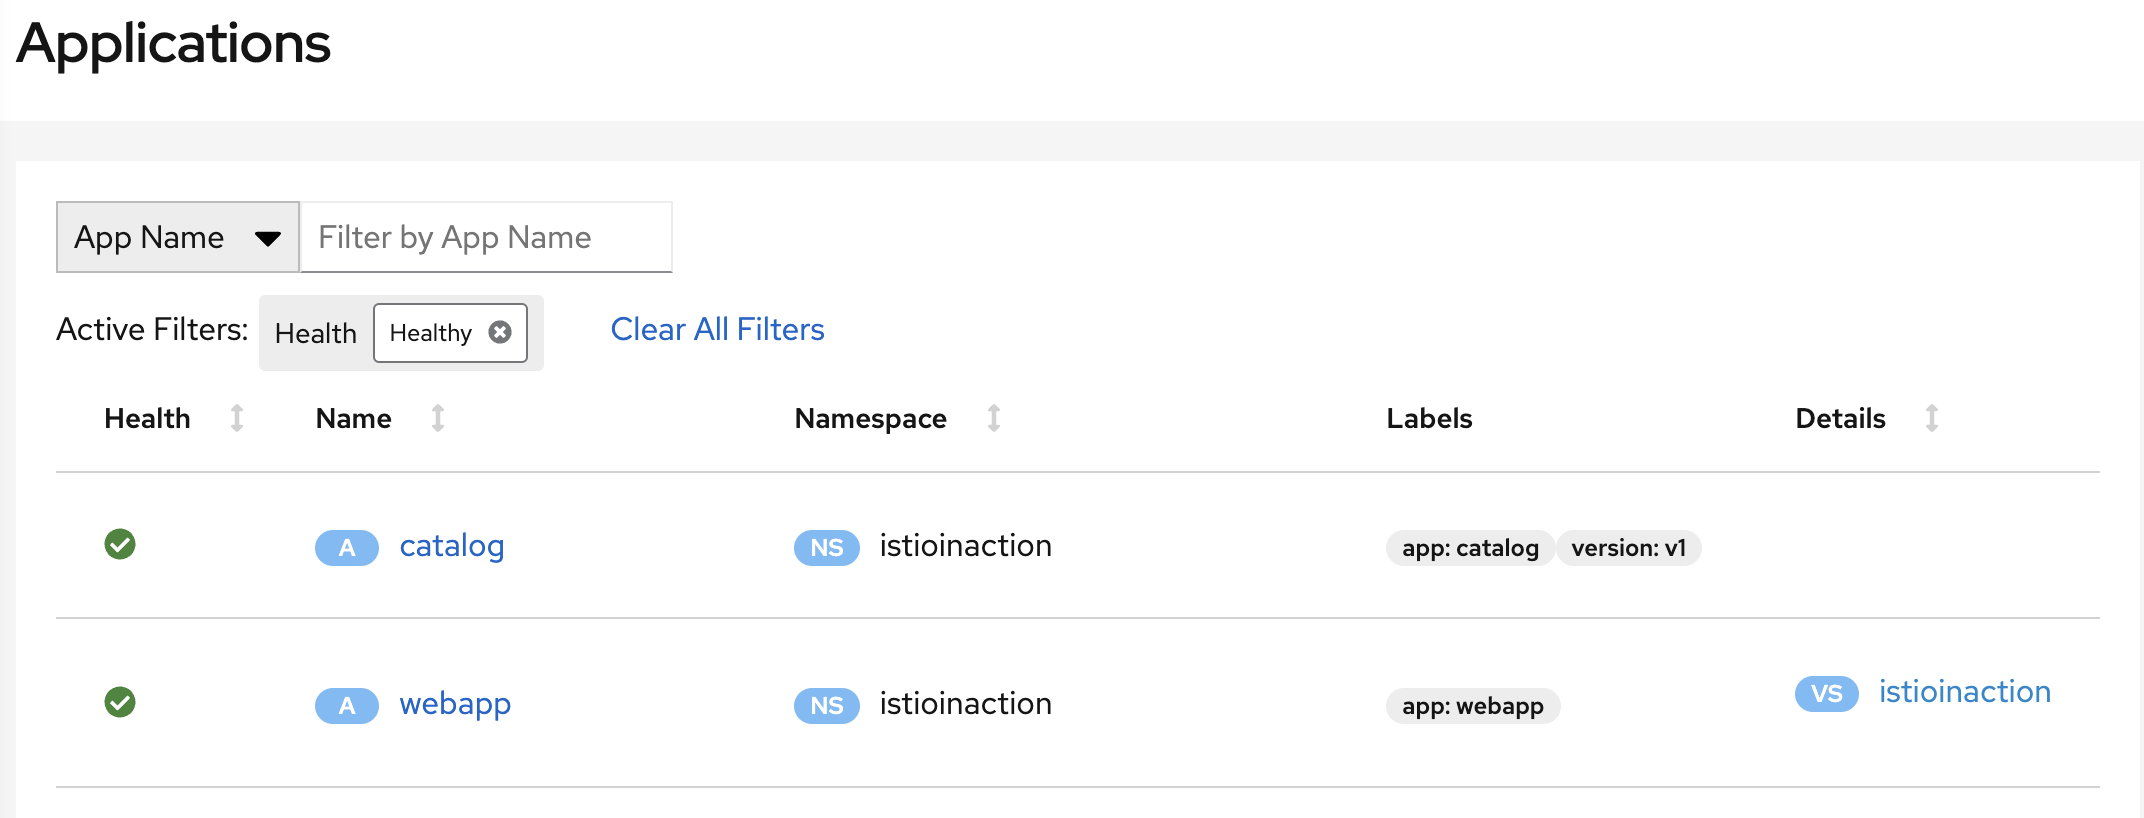 Applications
App Name Filter by App Name
Active Filters: Health Healthy Clear All Filters
Health Name Namespace Labels Details
A catalog NS istioinaction app: catalog version: v1
A webapp NS istioinaction app: webapp VS istioinaction